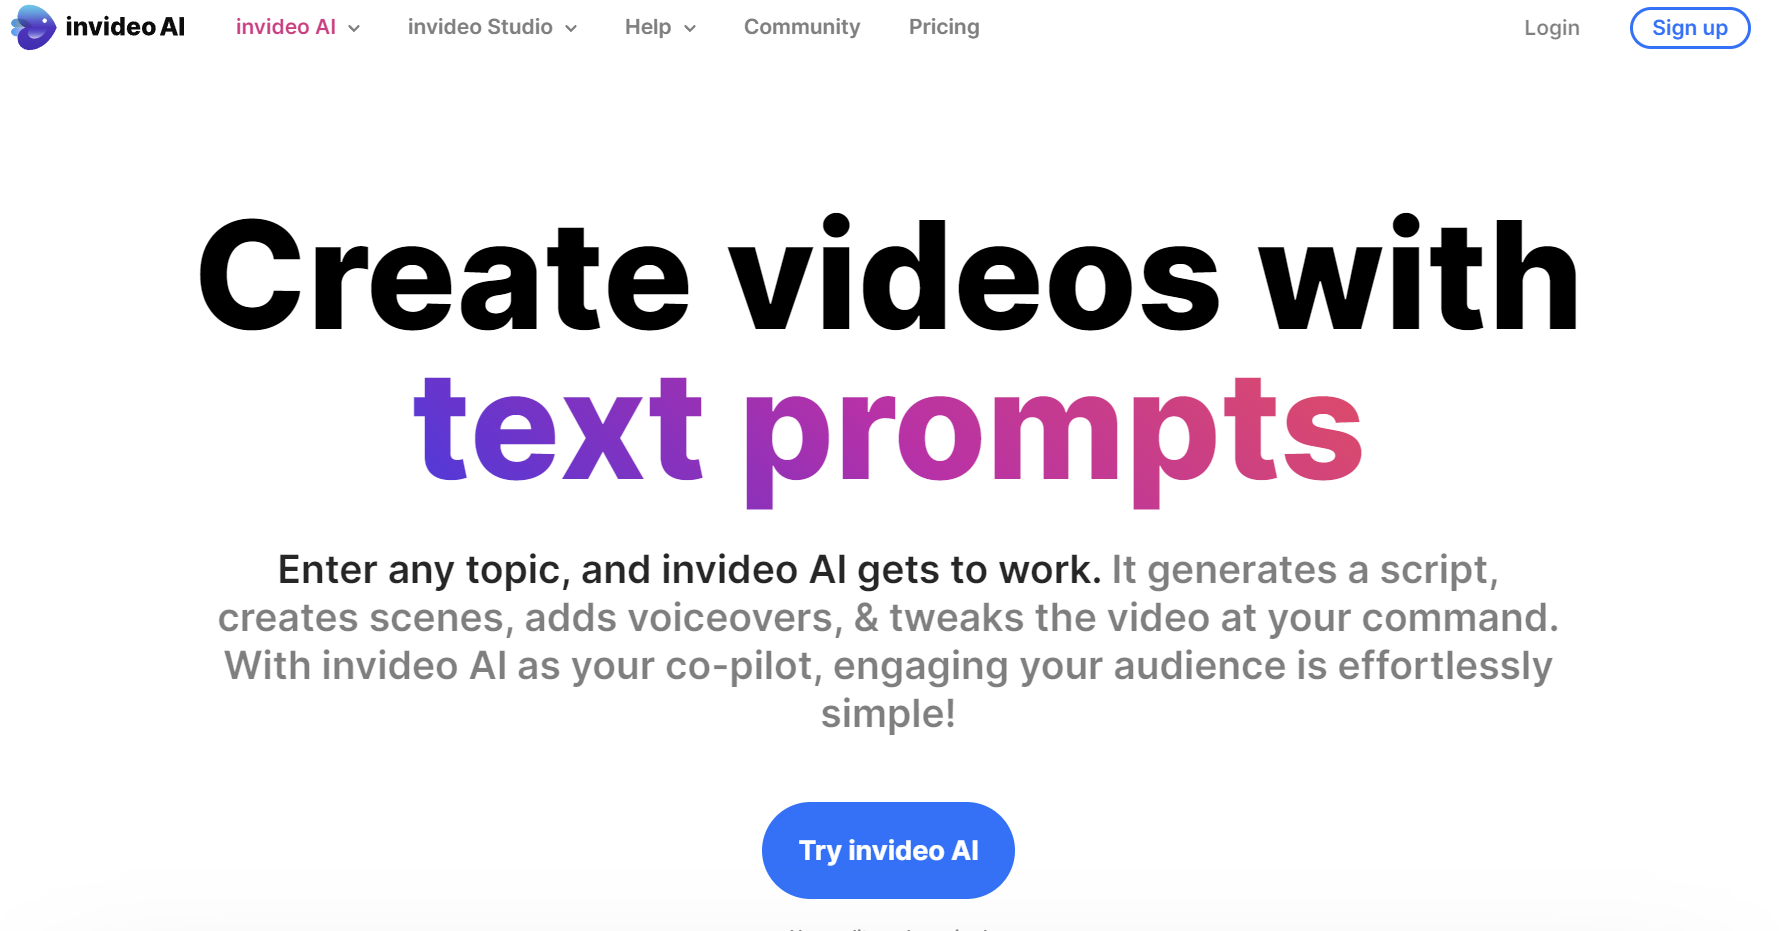 invideo AI
invideo AI
invideo Studio
Help
Community
Pricing
Login
Sign up
Create videos with
text prompts
Enter any topic, and invideo AI gets to work. It generates a script,
creates scenes, adds voiceovers, & tweaks the video at your command.
With invideo AI as your co-pilot, engaging your audience is effortlessly
simple!
Try invideo AI